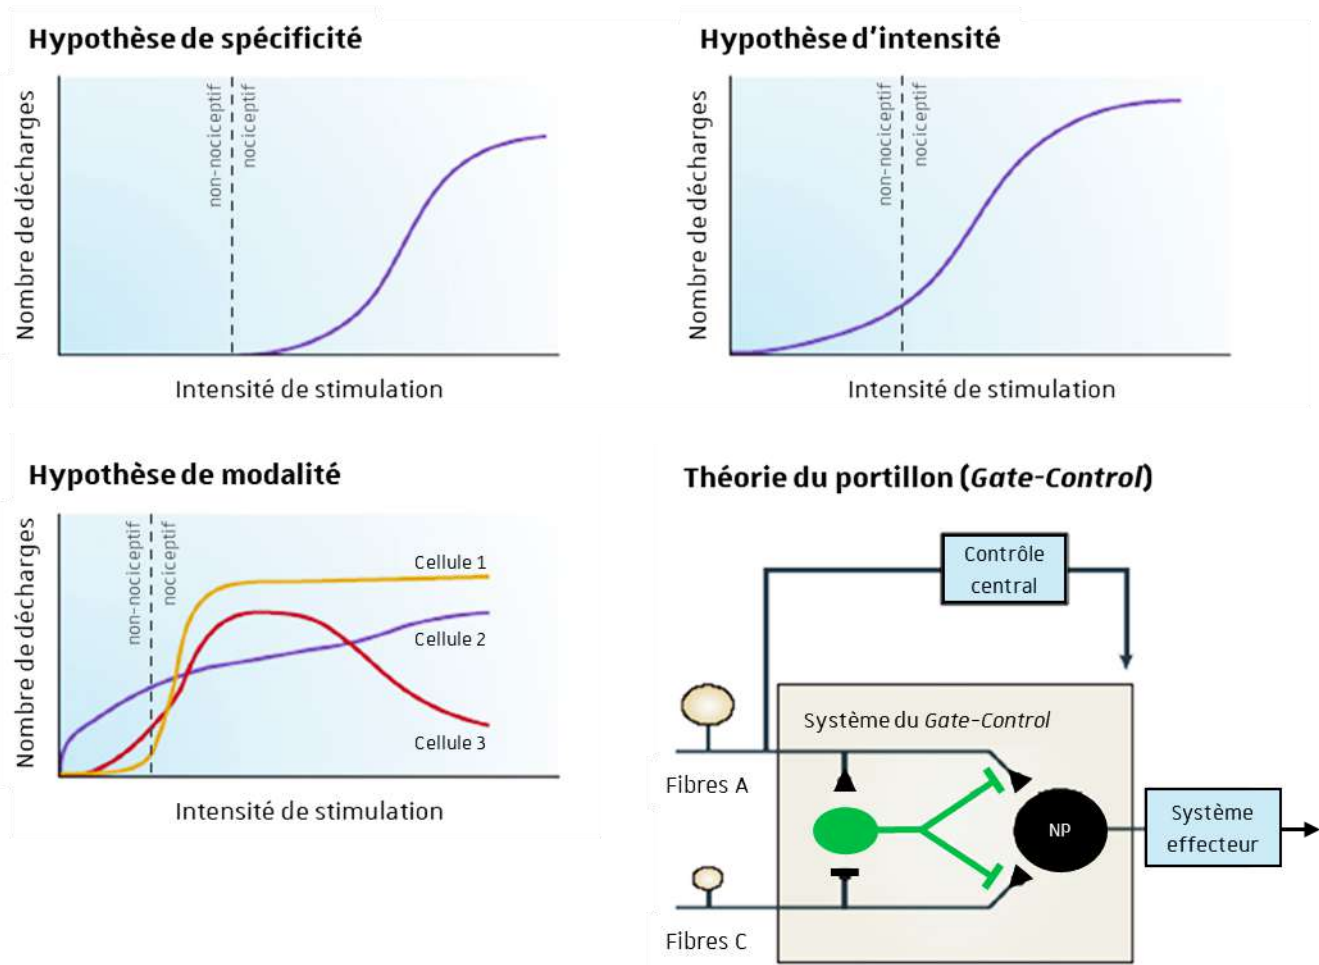 Hypothèse de spécificité
Nombre de décharges
non-nociceptif
nociceptif
Intensité de stimulation
Hypothèse d'intensité
Nombre de décharges
non-nociceptif
nociceptif
Intensité de stimulation
Hypothèse de modalité
Nombre de décharges
non-nociceptif
nociceptif
Cellule 1
Cellule 2
Cellule 3
Intensité de stimulation
Théorie du portillon (Gate-Control)
Contrôle
central
Système du Gate-Control
Fibres A
NP
Système
effecteur
Fibres C